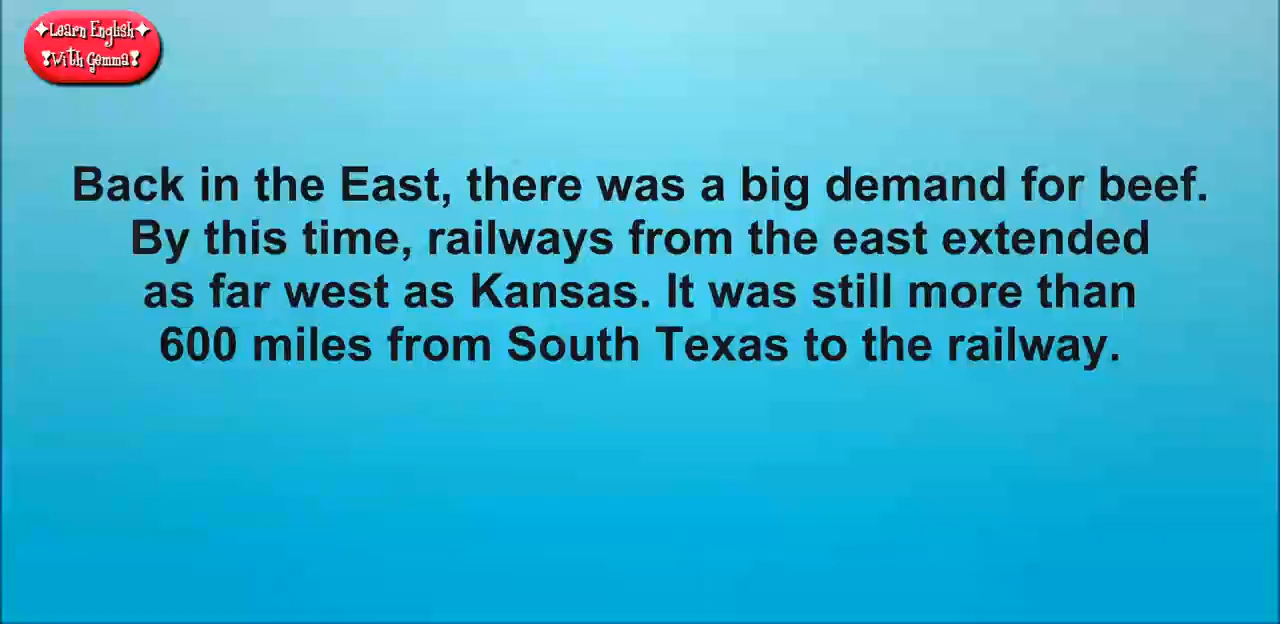 ✦Learn English✦
❣With Gemma❣
Back in the East, there was a big demand for beef.
By this time, railways from the east extended
as far west as Kansas. It was still more than
600 miles from South Texas to the railway.